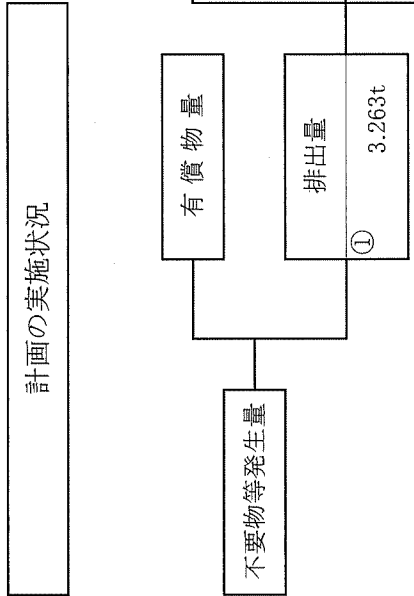 計画の実施状況
不要物等発生量
有償物量
排出量
①
3.263t